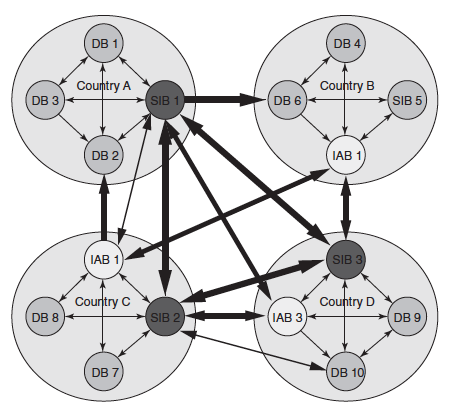 DB 1
Country A
DB 3
SIB 1
DB 2
DB 4
Country B
DB 6
SIB 5
IAB 1
IAB 1
Country C
DB 8
SIB 2
DB 7
SIB 3
Country D
IAB 3
DB 9
DB 10